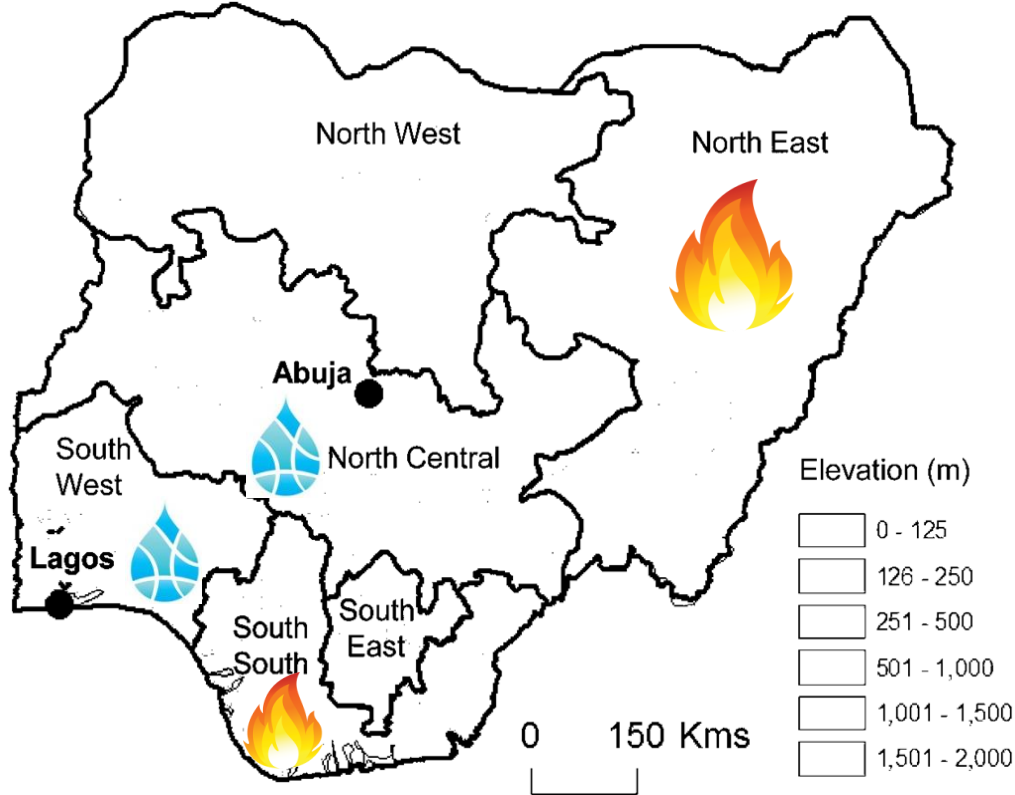 North West
North East
Abuja
South
West
North Central
Elevation (m)
0 - 125
Lagos
126 - 250
South
East
251 - 500
South
South
501 - 1,000
0 150 Kms
1,001 - 1,500
1,501 - 2,000